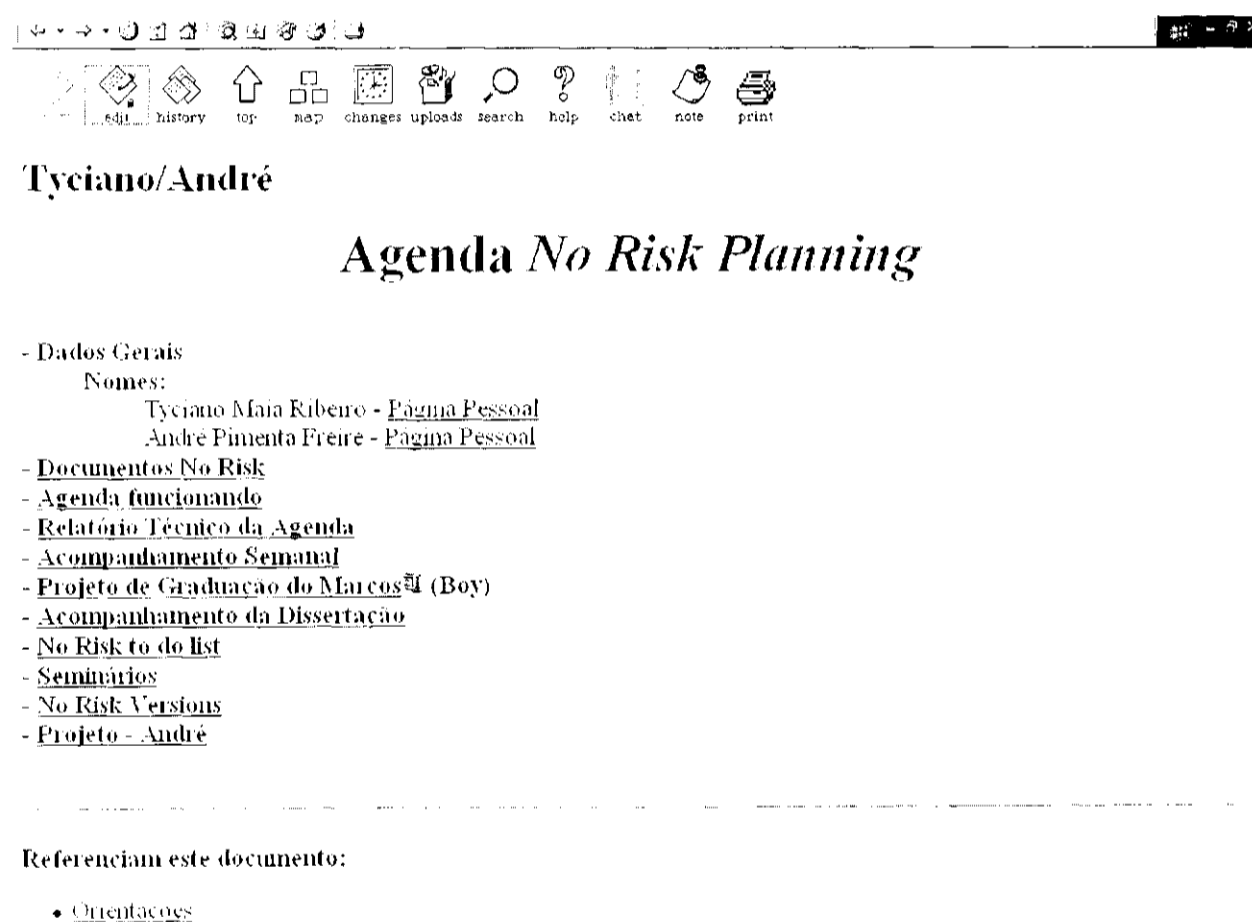 edit history top map changes uploads search help chat note print
Tyciano/André
Agenda No Risk Planning
- Dados Gerais
Nomes:
Tyciano Maia Ribeiro - Página Pessoal
André Pimenta Freire - Página Pessoal
- Documentos No Risk
- Agenda funcionando
- Relatório Técnico da Agenda
- Acompanhamento Semanal
- Projeto de Graduação do Marcos (Boy)
- Acompanhamento da Dissertação
- No Risk to do list
- Seminários
- No Risk Versions
- Projeto - André
Referenciam este documento:
• Orientações